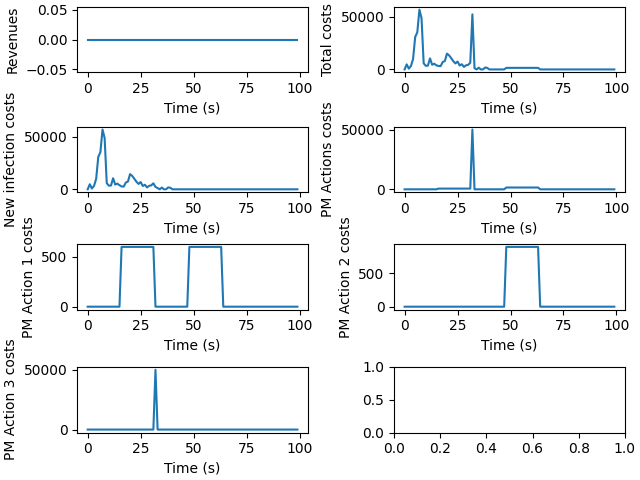 Revenues
0.05
0.00
−0.05
0 25 50 75 100
Time (s)
Total costs
50000
0
0 25 50 75 100
Time (s)
New infection costs
50000
0
0 25 50 75 100
Time (s)
PM Actions costs
50000
0
0 25 50 75 100
Time (s)
PM Action 1 costs
500
0
0 25 50 75 100
Time (s)
PM Action 2 costs
500
0
0 25 50 75 100
Time (s)
PM Action 3 costs
50000
0
0 25 50 75 100
Time (s)
1.0
0.5
0.0
0.0 0.2 0.4 0.6 0.8 1.0